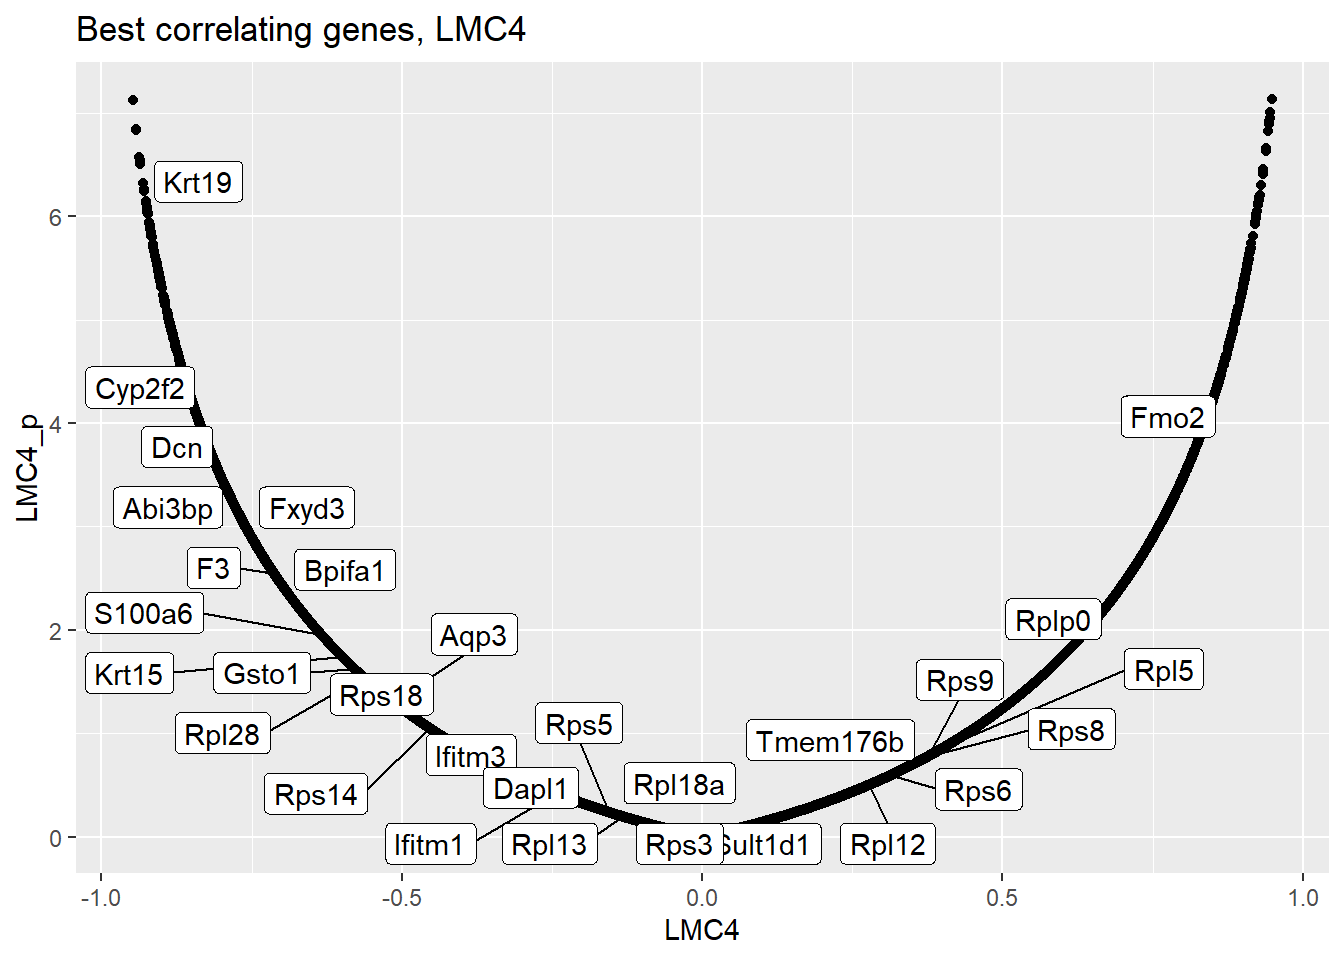 Best correlating genes, LMC4
LMC4_p
6
4
2
0
Krt19
Cyp2f2
Fmo2
Dcn
Abi3bp
Fxyd3
F3
Bpifa1
S100a6
Aqp3
Rplp0
Krt15
Gsto1
Rps18
Rps9
Rpl5
Rpl28
Rps5
Tmem176b
Rps8
Ifitm3
Rps14
Dapl1
Rpl18a
Rps6
Ifitm1
Rpl13
Rps3
Sult1d1
Rpl12
-1.0
-0.5
0.0
0.5
1.0
LMC4